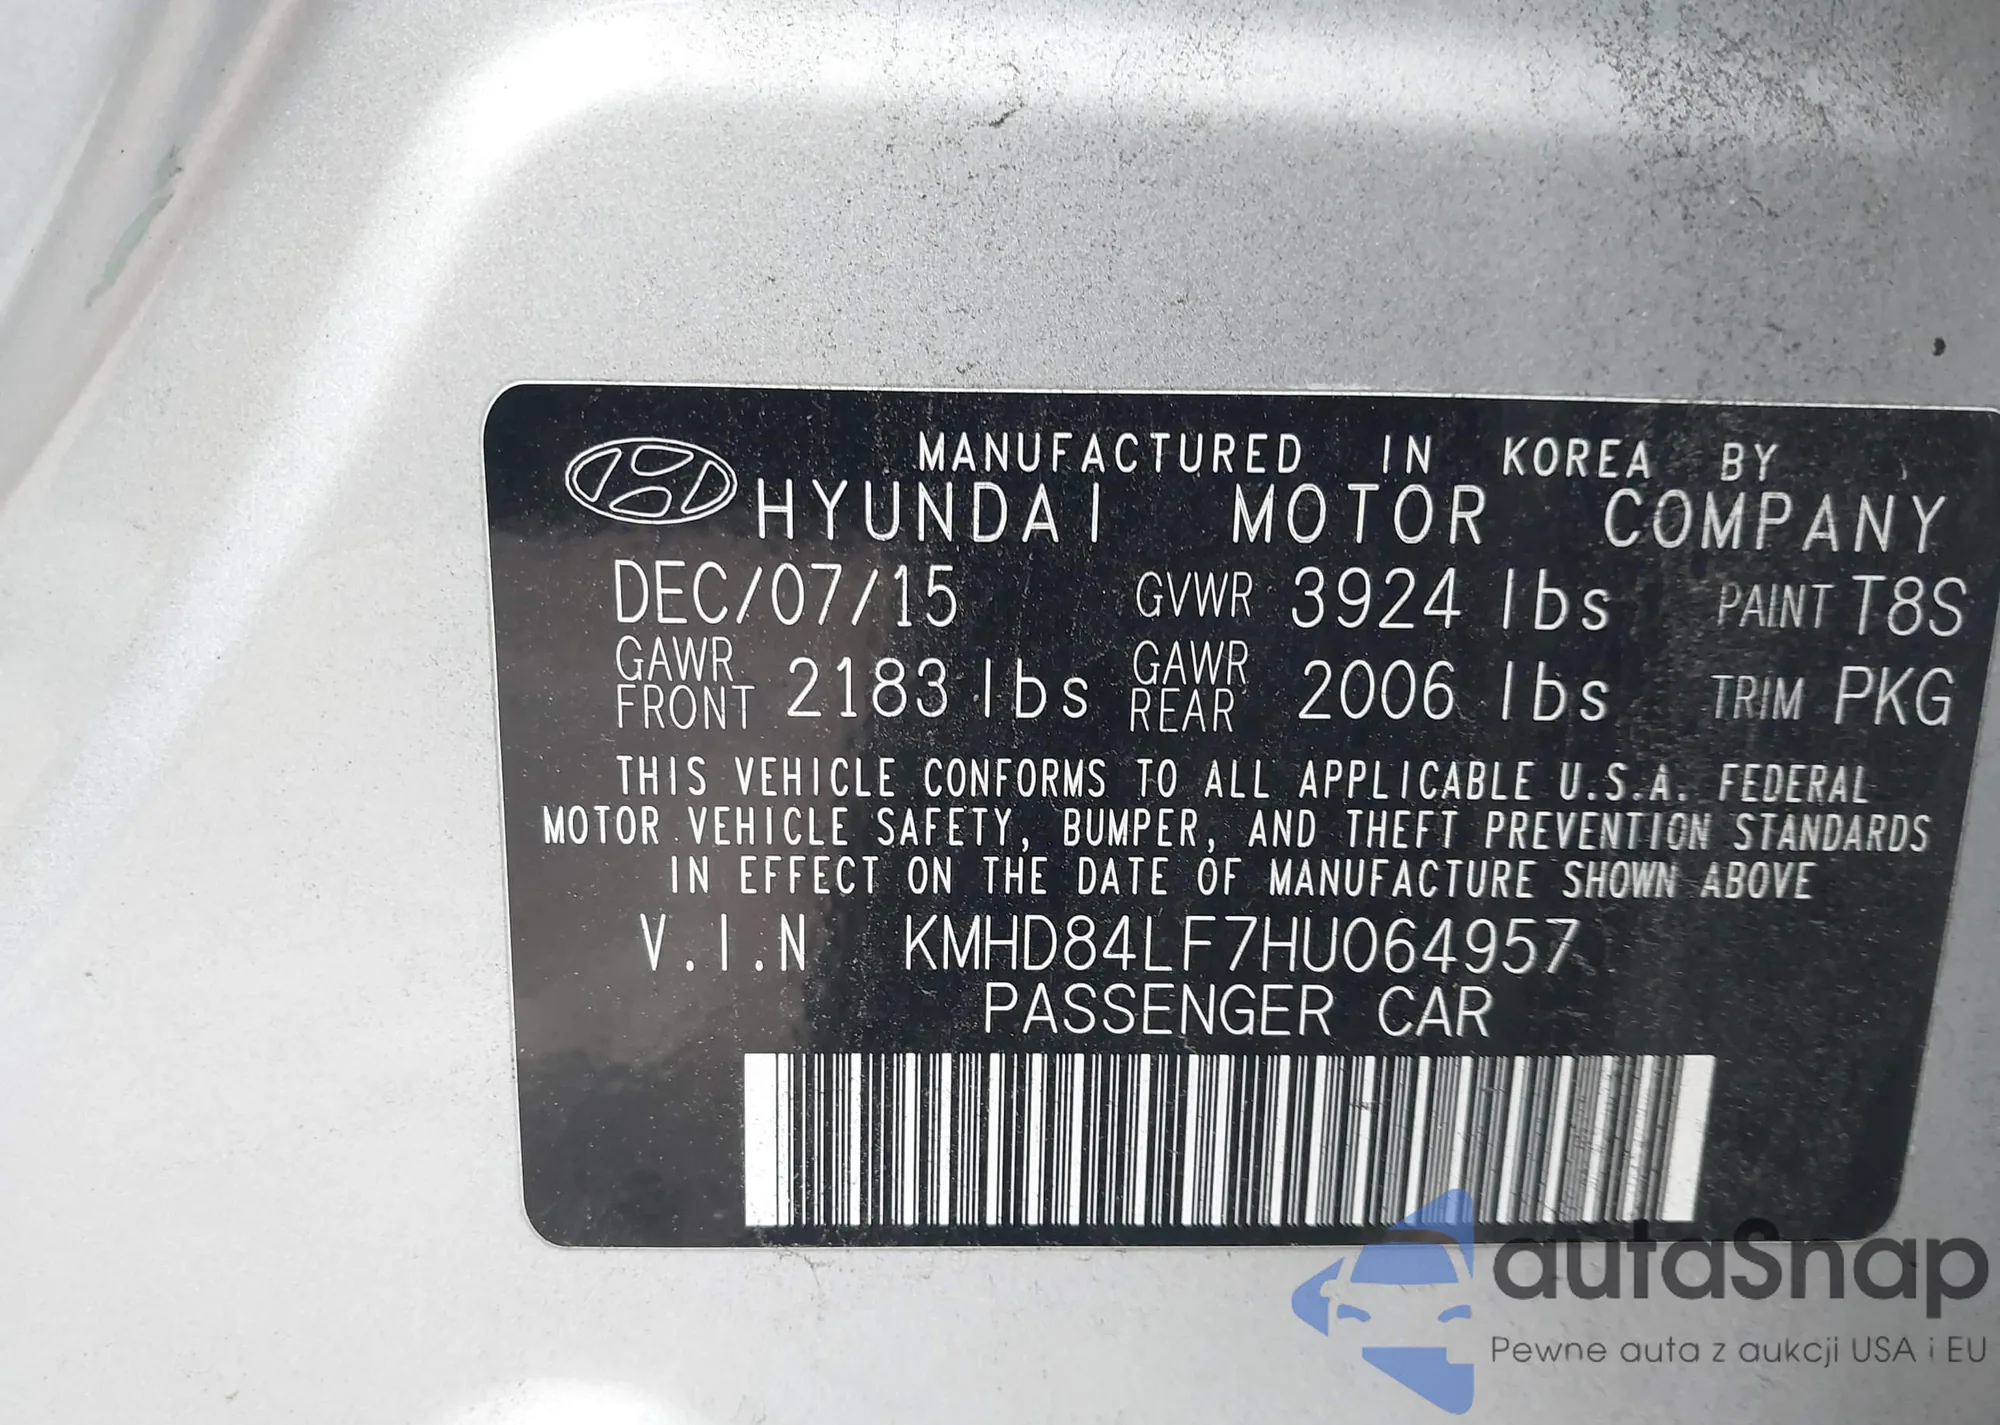 MANUFACTURED IN KOREA BY
HYUNDAI MOTOR COMPANY
DEC/07/15 GVWR 3924 lbs PAINT T8S
GAWR FRONT 2183 lbs GAWR REAR 2006 lbs TRIM PKG
THIS VEHICLE CONFORMS TO ALL APPLICABLE U.S.A. FEDERAL
MOTOR VEHICLE SAFETY, BUMPER, AND THEFT PREVENTION STANDARDS
IN EFFECT ON THE DATE OF MANUFACTURE SHOWN ABOVE
V.I.N KMHD84LF7HU064957
PASSENGER CAR
autaSnap
Pewne auta z aukcji USA i EU